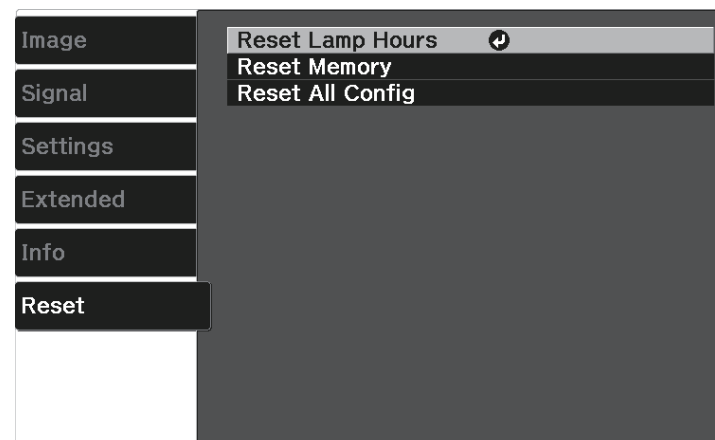 Image
Signal
Settings
Extended
Info
Reset
Reset Lamp Hours
Reset Memory
Reset All Config